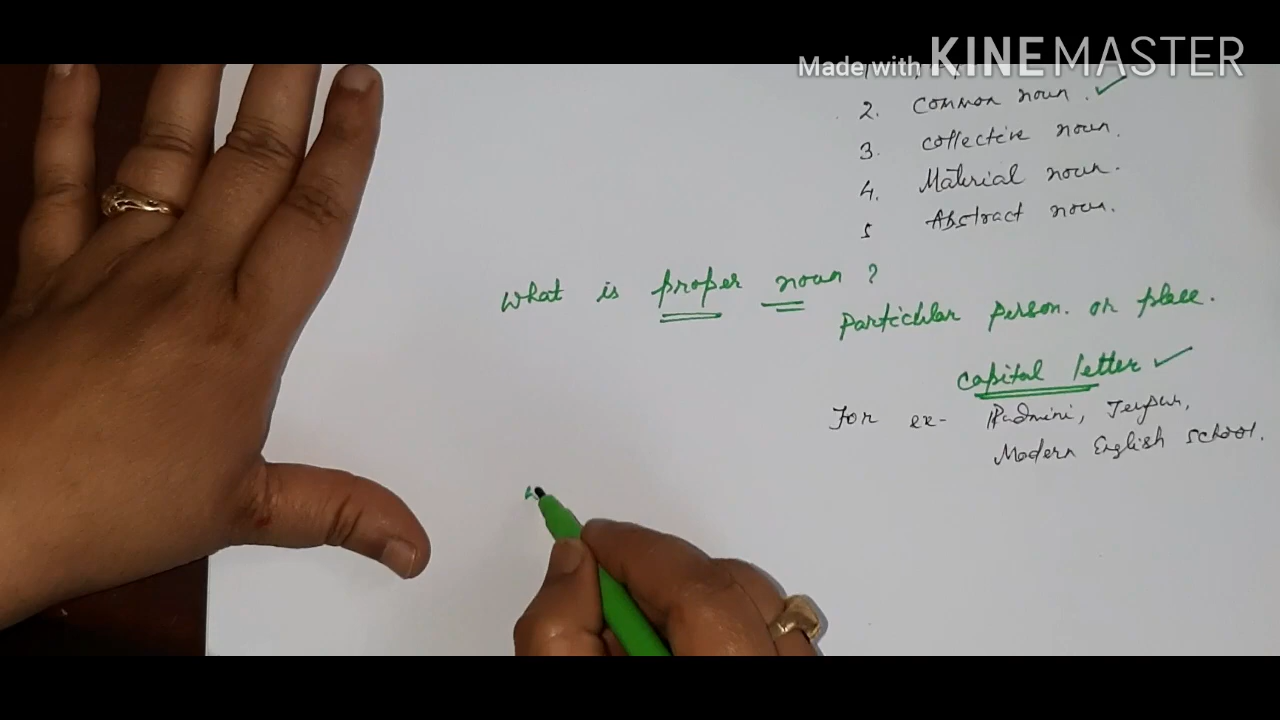 Made with KINEMASTER
2. Common noun.
3. Collective noun.
4. Material noun.
5 Abstract noun.
What is proper noun ?
Particular person. or place.
capital letter
For ex- Padmini, Tezpur,
Modern English school.